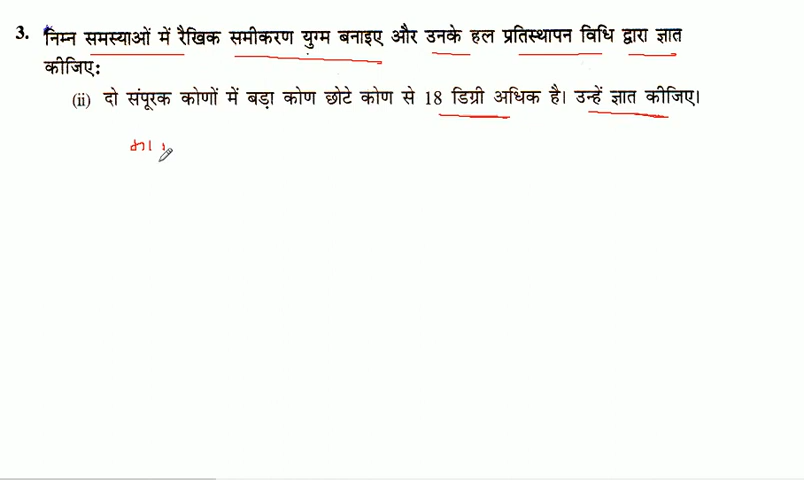 3. निम्न समस्याओं में रैखिक समीकरण युग्म बनाइए और उनके हल प्रतिस्थापन विधि द्वारा ज्ञात
कीजिए:
(ii) दो संपूरक कोणों में बड़ा कोण छोटे कोण से 18 डिग्री अधिक है। उन्हें ज्ञात कीजिए।